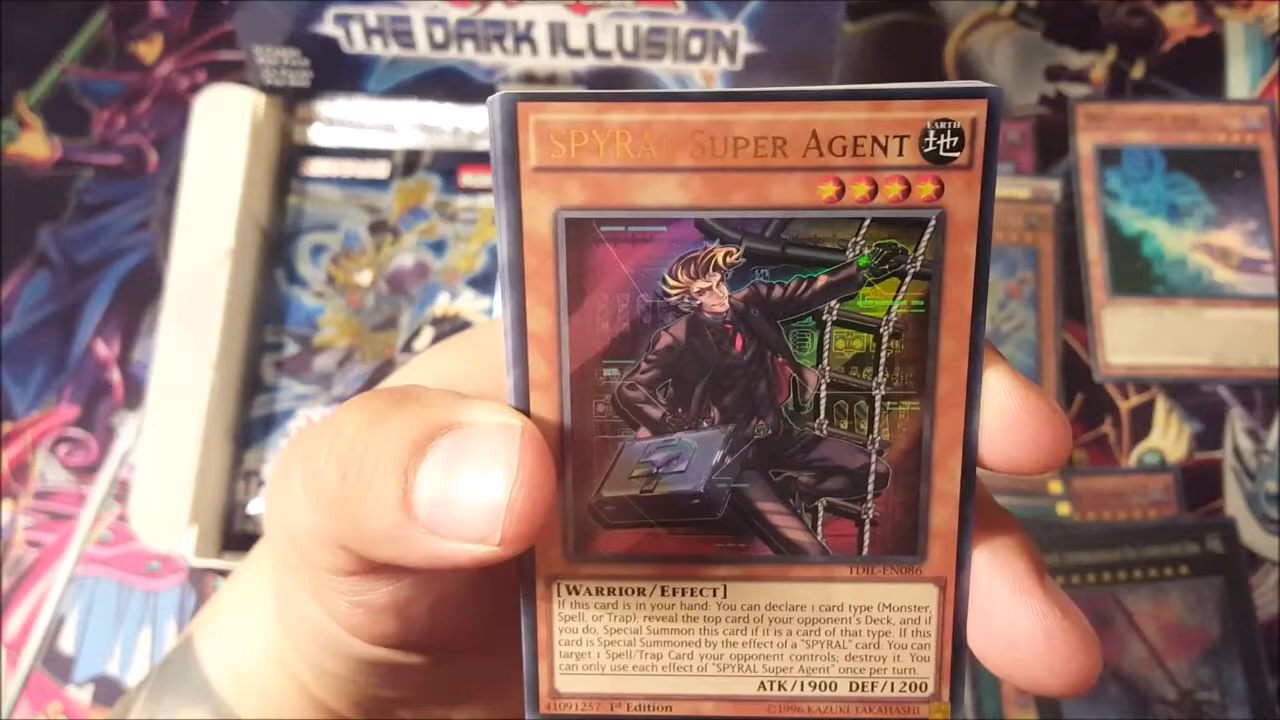 THE DARK ILLUSION
SPYRAL SUPER AGENT
EARTH
地
TDIL-EN086
[WARRIOR/EFFECT]
If this card is in your hand: You can declare 1 card type (Monster,
Spell, or Trap); reveal the top card of your opponent's Deck, and if
you do, Special Summon this card if it is a card of that type. If this
card is Special Summoned by the effect of a "SPYRAL" card: You can
target 1 Spell/Trap Card your opponent controls; destroy it. You
can only use each effect of "SPYRAL Super Agent" once per turn.
ATK/1900 DEF/1200
41091257 1st Edition
©1996 KAZUKI TAKAHASHI